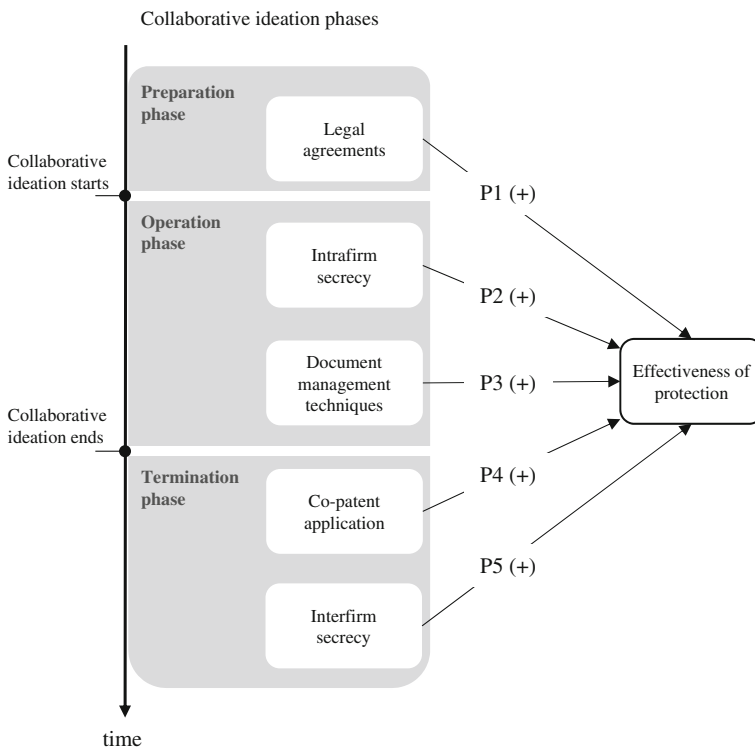 Collaborative ideation phases
Preparation
phase
Legal
agreements
Collaborative
ideation starts
P1 (+)
Operation
phase
Intrafirm
secrecy
P2 (+)
Document
management
techniques
P3 (+)
Effectiveness of
protection
Collaborative
ideation ends
Termination
phase
P4 (+)
Co-patent
application
P5 (+)
Interfirm
secrecy
time